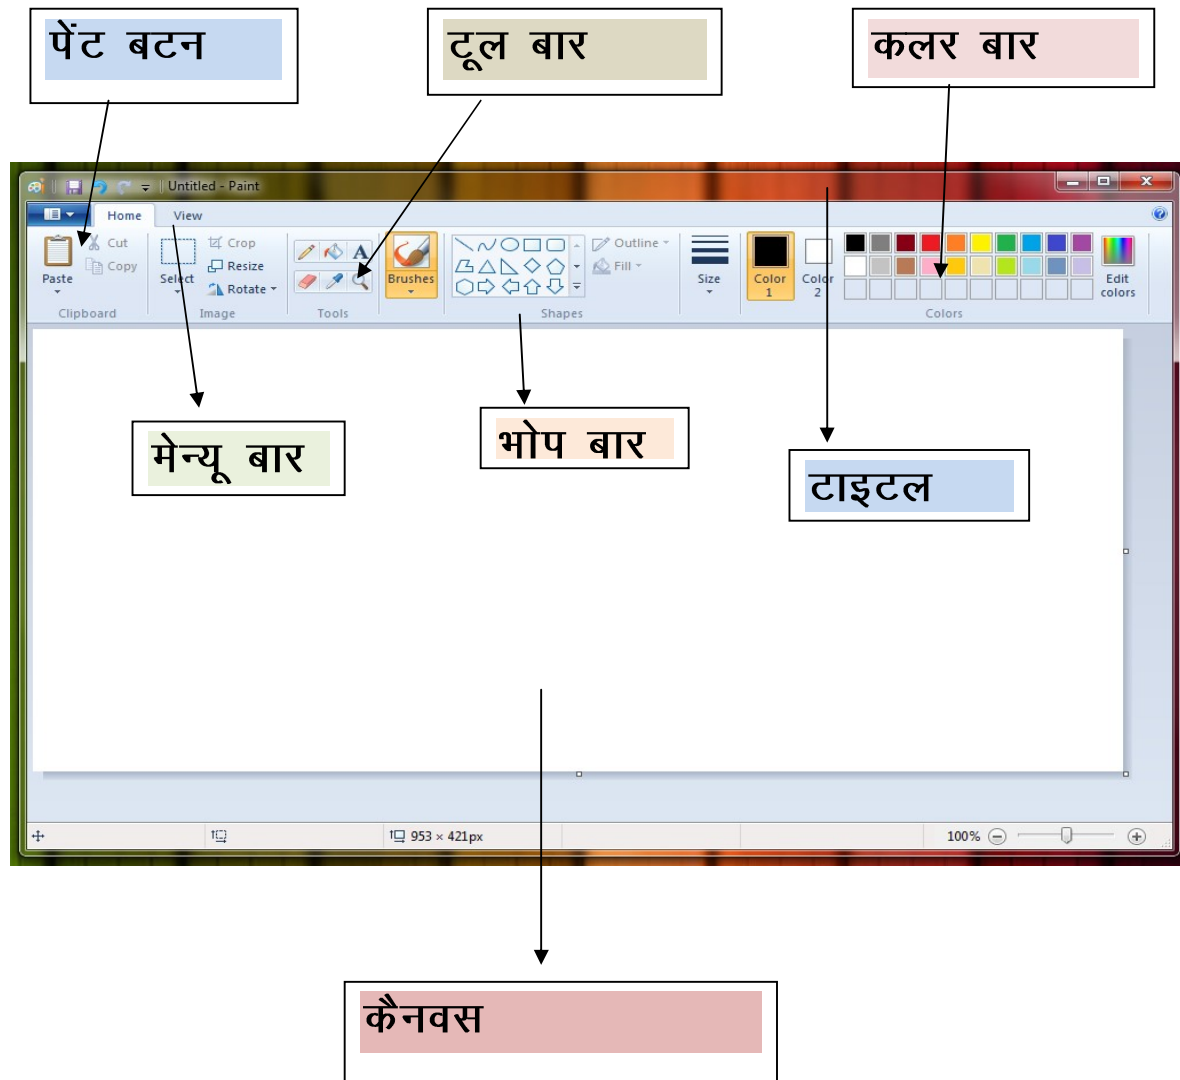 पेंट बटन
टूल बार
कलर बार
Untitled - Paint
Home View
Paste
Cut
Copy
Clipboard
Select
Crop
Resize
Rotate
Image
A
Tools
Brushes
Outline
Fill
Shapes
Size
Color 1
Color 2
Edit colors
Colors
मेन्यू बार
भोप बार
टाइटल
953 × 421px
100%
कैनवस